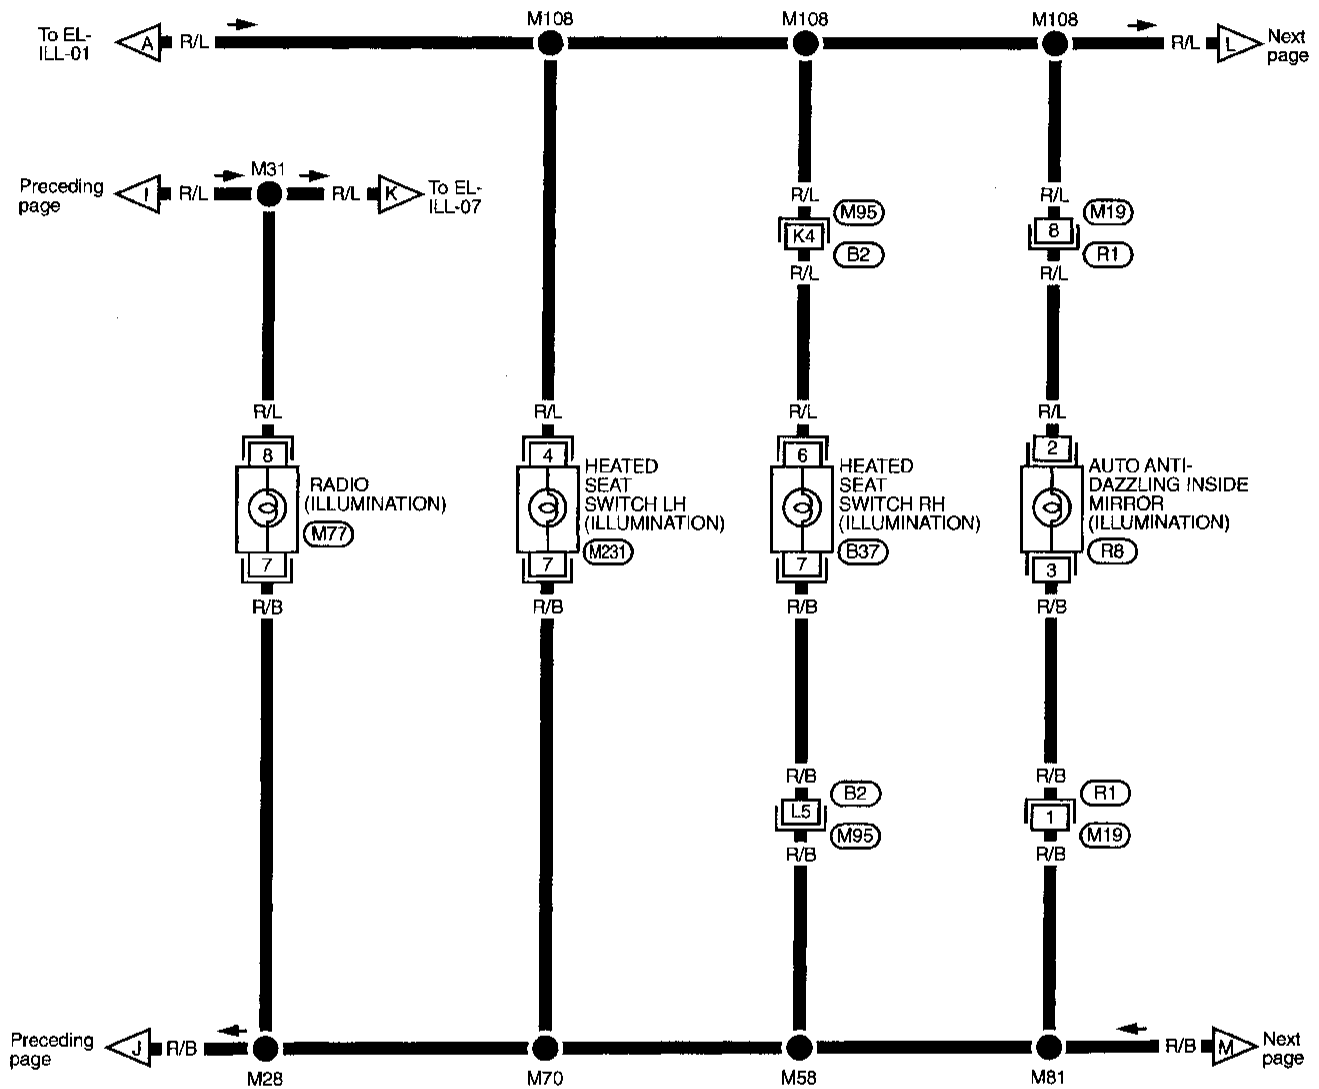 M108 M108 M108
To EL-
ILL-01
A R/L R/L L Next
page
Preceding
page
I R/L M31 R/L K To EL-
ILL-07
R/L M95 R/L M19
K4 8
B2 R1
R/L R/L
R/L R/L R/L R/L
8 4 6 2
RADIO
(ILLUMINATION)
M77
HEATED
SEAT
SWITCH LH
(ILLUMINATION)
M231
HEATED
SEAT
SWITCH RH
(ILLUMINATION)
B37
AUTO ANTI-
DAZZLING INSIDE
MIRROR
(ILLUMINATION)
R8
7 7 7 3
R/B R/B R/B R/B
R/B B2 R/B R1
L5 1
M95 M19
R/B R/B
Preceding
page
J R/B R/B M Next
page
M28 M70 M58 M81